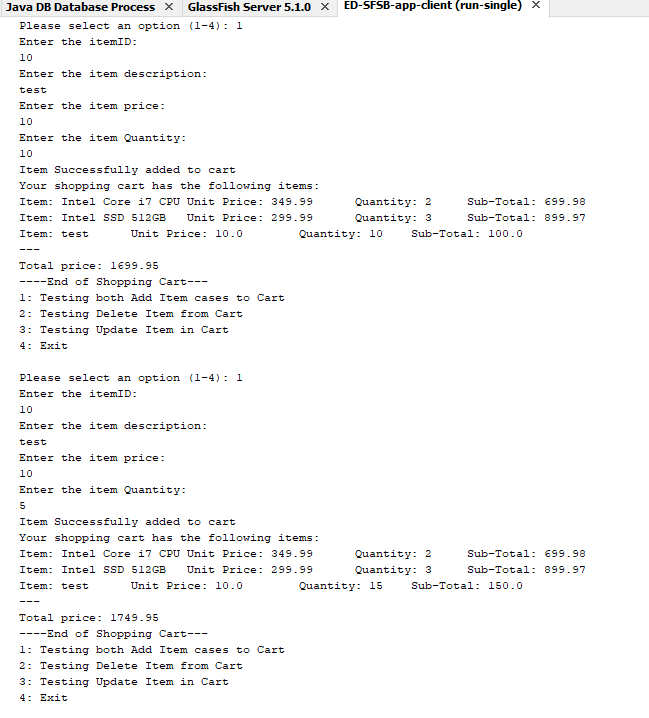 Java DB Database Process × GlassFish Server 5.1.0 × ED-SFSB-app-client (run-single) ×
Please select an option (1-4): 1
Enter the itemID:
10
Enter the item description:
test
Enter the item price:
10
Enter the item Quantity:
10
Item Successfully added to cart
Your shopping cart has the following items:
Item: Intel Core i7 CPU Unit Price: 349.99 Quantity: 2 Sub-Total: 699.98
Item: Intel SSD 512GB Unit Price: 299.99 Quantity: 3 Sub-Total: 899.97
Item: test Unit Price: 10.0 Quantity: 10 Sub-Total: 100.0
---
Total price: 1699.95
----End of Shopping Cart---
1: Testing both Add Item cases to Cart
2: Testing Delete Item from Cart
3: Testing Update Item in Cart
4: Exit
Please select an option (1-4): 1
Enter the itemID:
10
Enter the item description:
test
Enter the item price:
10
Enter the item Quantity:
5
Item Successfully added to cart
Your shopping cart has the following items:
Item: Intel Core i7 CPU Unit Price: 349.99 Quantity: 2 Sub-Total: 699.98
Item: Intel SSD 512GB Unit Price: 299.99 Quantity: 3 Sub-Total: 899.97
Item: test Unit Price: 10.0 Quantity: 15 Sub-Total: 150.0
---
Total price: 1749.95
----End of Shopping Cart---
1: Testing both Add Item cases to Cart
2: Testing Delete Item from Cart
3: Testing Update Item in Cart
4: Exit